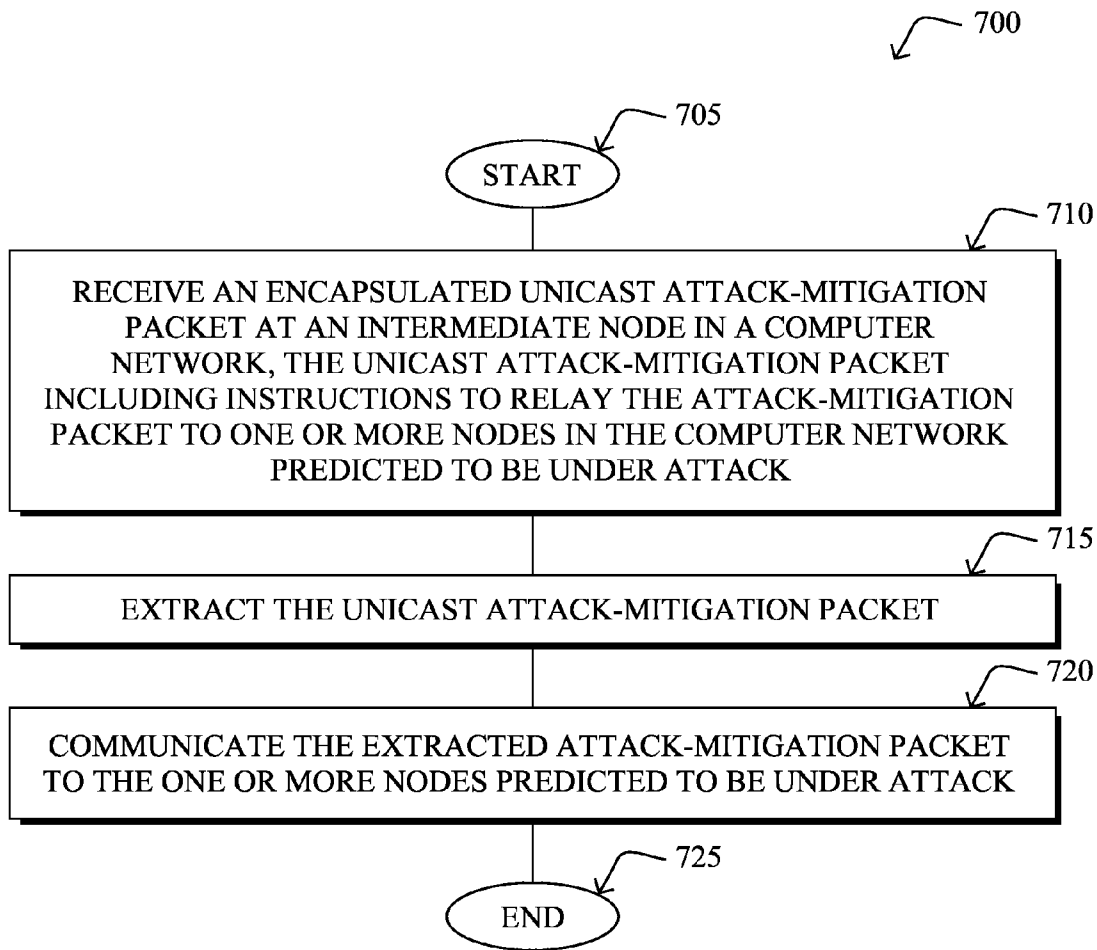 700
705
START
710
RECEIVE AN ENCAPSULATED UNICAST ATTACK-MITIGATION
PACKET AT AN INTERMEDIATE NODE IN A COMPUTER
NETWORK, THE UNICAST ATTACK-MITIGATION PACKET
INCLUDING INSTRUCTIONS TO RELAY THE ATTACK-MITIGATION
PACKET TO ONE OR MORE NODES IN THE COMPUTER NETWORK
PREDICTED TO BE UNDER ATTACK
715
EXTRACT THE UNICAST ATTACK-MITIGATION PACKET
720
COMMUNICATE THE EXTRACTED ATTACK-MITIGATION PACKET
TO THE ONE OR MORE NODES PREDICTED TO BE UNDER ATTACK
725
END